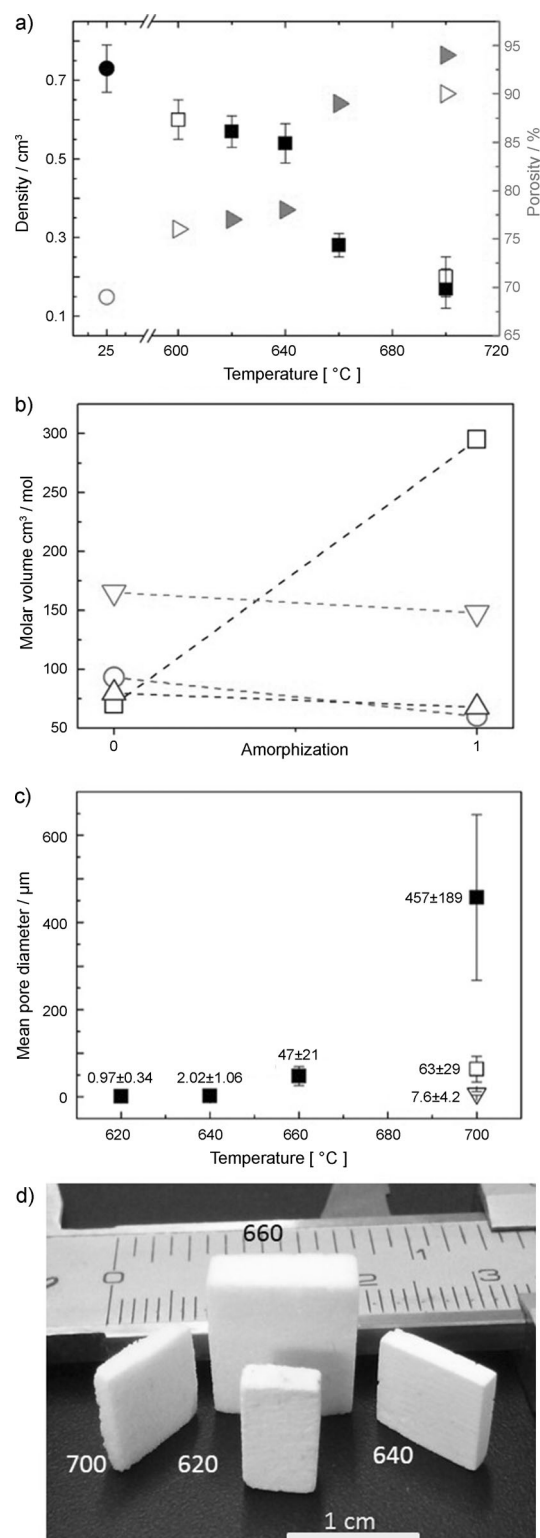 a)
0.7
0.5
0.3
0.1
Density / cm³
95
90
85
80
75
70
65
Porosity / %
25 600 640 680 720
Temperature [ °C ]
b)
300
250
200
150
100
50
Molar volume cm³ / mol
0 1
Amorphization
c)
600
400
200
0
Mean pore diameter / µm
457±189
47±21
63±29
0.97±0.34 2.02±1.06
7.6±4.2
620 640 660 680 700
Temperature [ °C ]
d)
660
0 1 2 3
700 620 640
1 cm